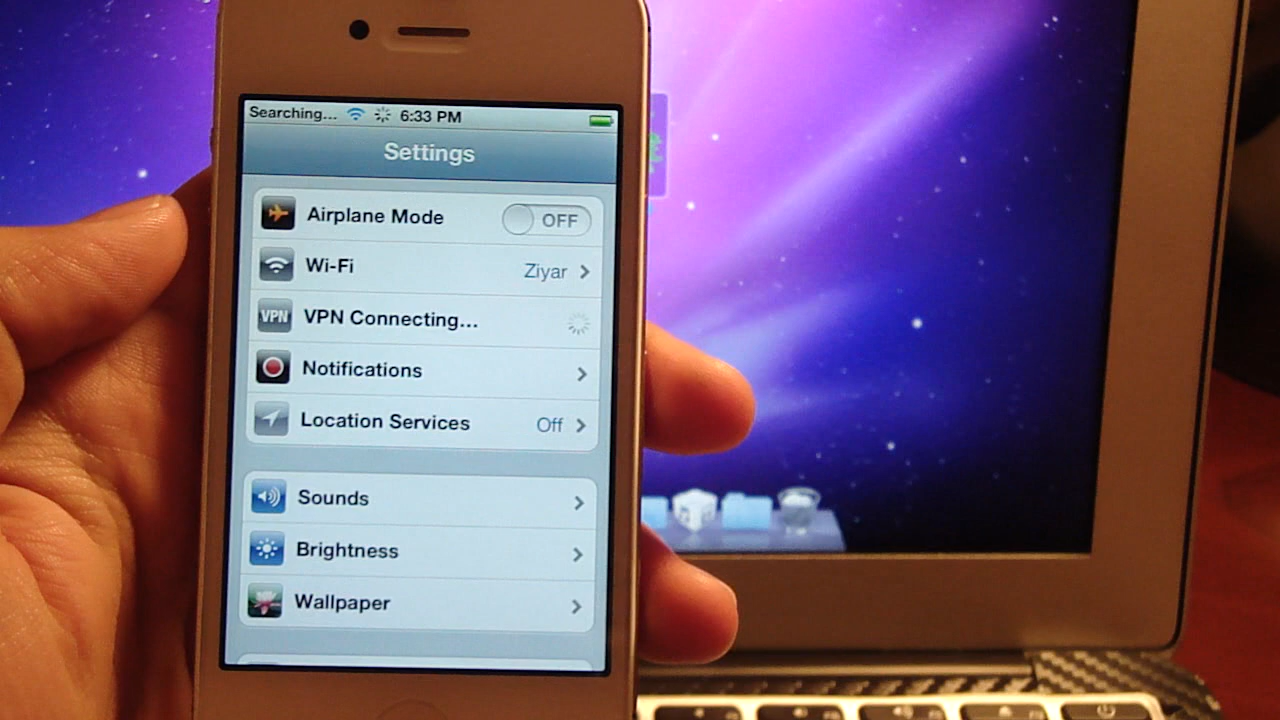 Searching... 6:33 PM
Settings
Airplane Mode OFF
Wi-Fi Ziyar
VPN VPN Connecting...
Notifications
Location Services Off
Sounds
Brightness
Wallpaper